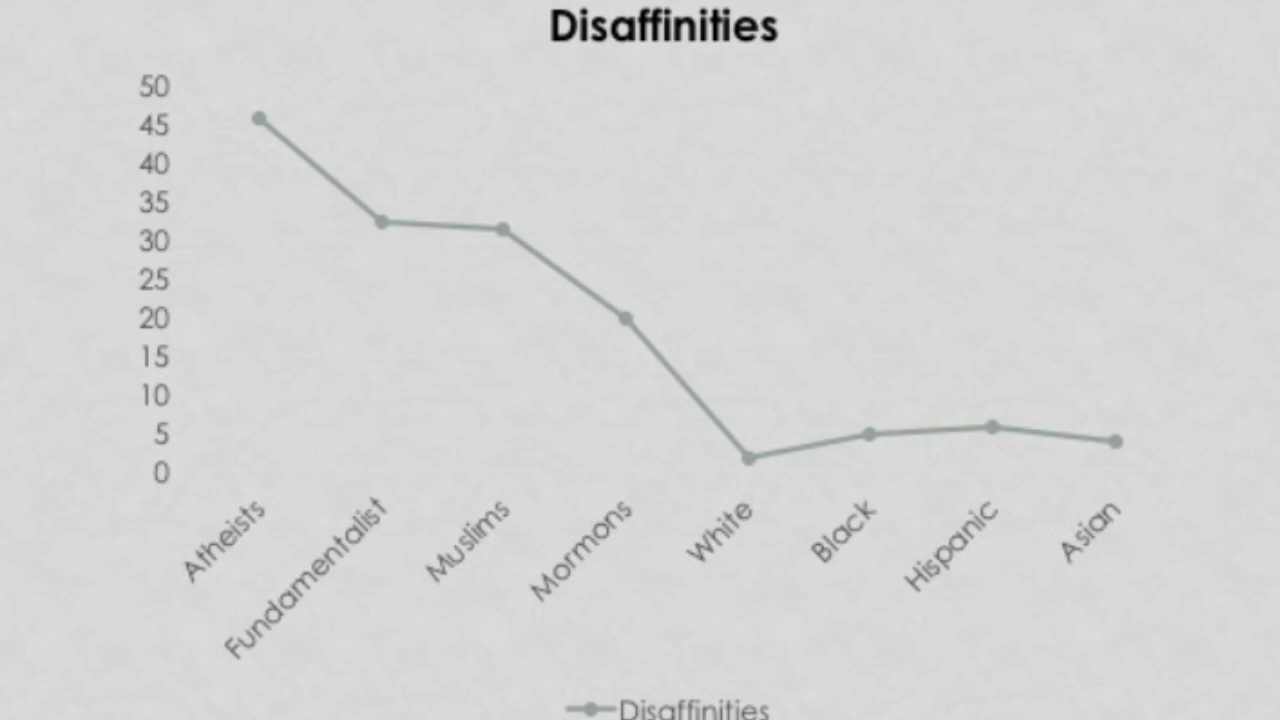 Disaffinities
50
45
40
35
30
25
20
15
10
5
0
Atheists
Fundamentalist
Muslims
Mormons
White
Black
Hispanic
Asian
Disaffinities